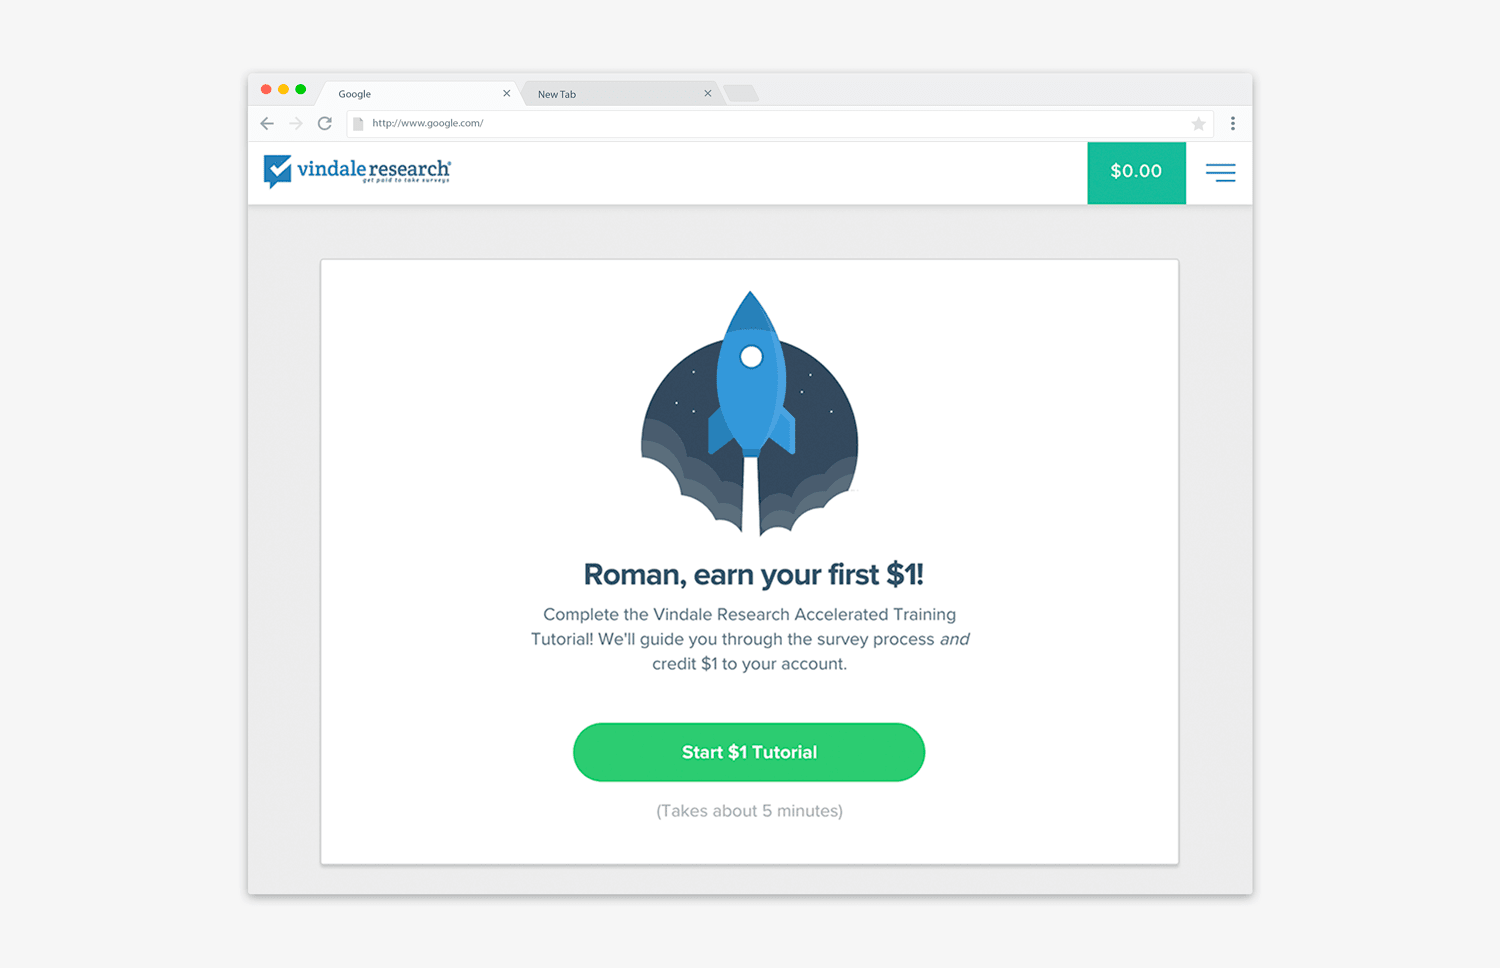 Google
New Tab
http://www.google.com/
vindale research®
get paid to take surveys
$0.00
Roman, earn your first $1!
Complete the Vindale Research Accelerated Training
Tutorial! We'll guide you through the survey process and
credit $1 to your account.
Start $1 Tutorial
(Takes about 5 minutes)